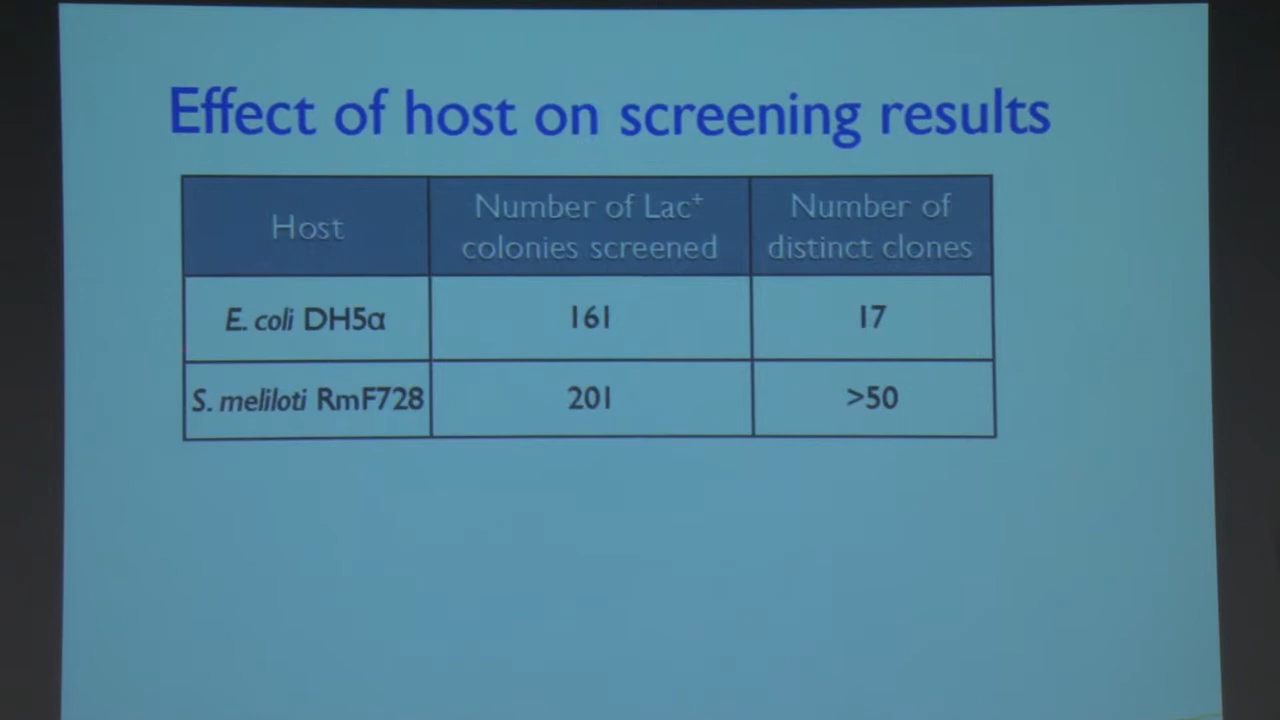 Effect of host on screening results
Host
Number of Lac⁺
colonies screened
Number of
distinct clones
E. coli DH5α
161
17
S. meliloti RmF728
201
>50